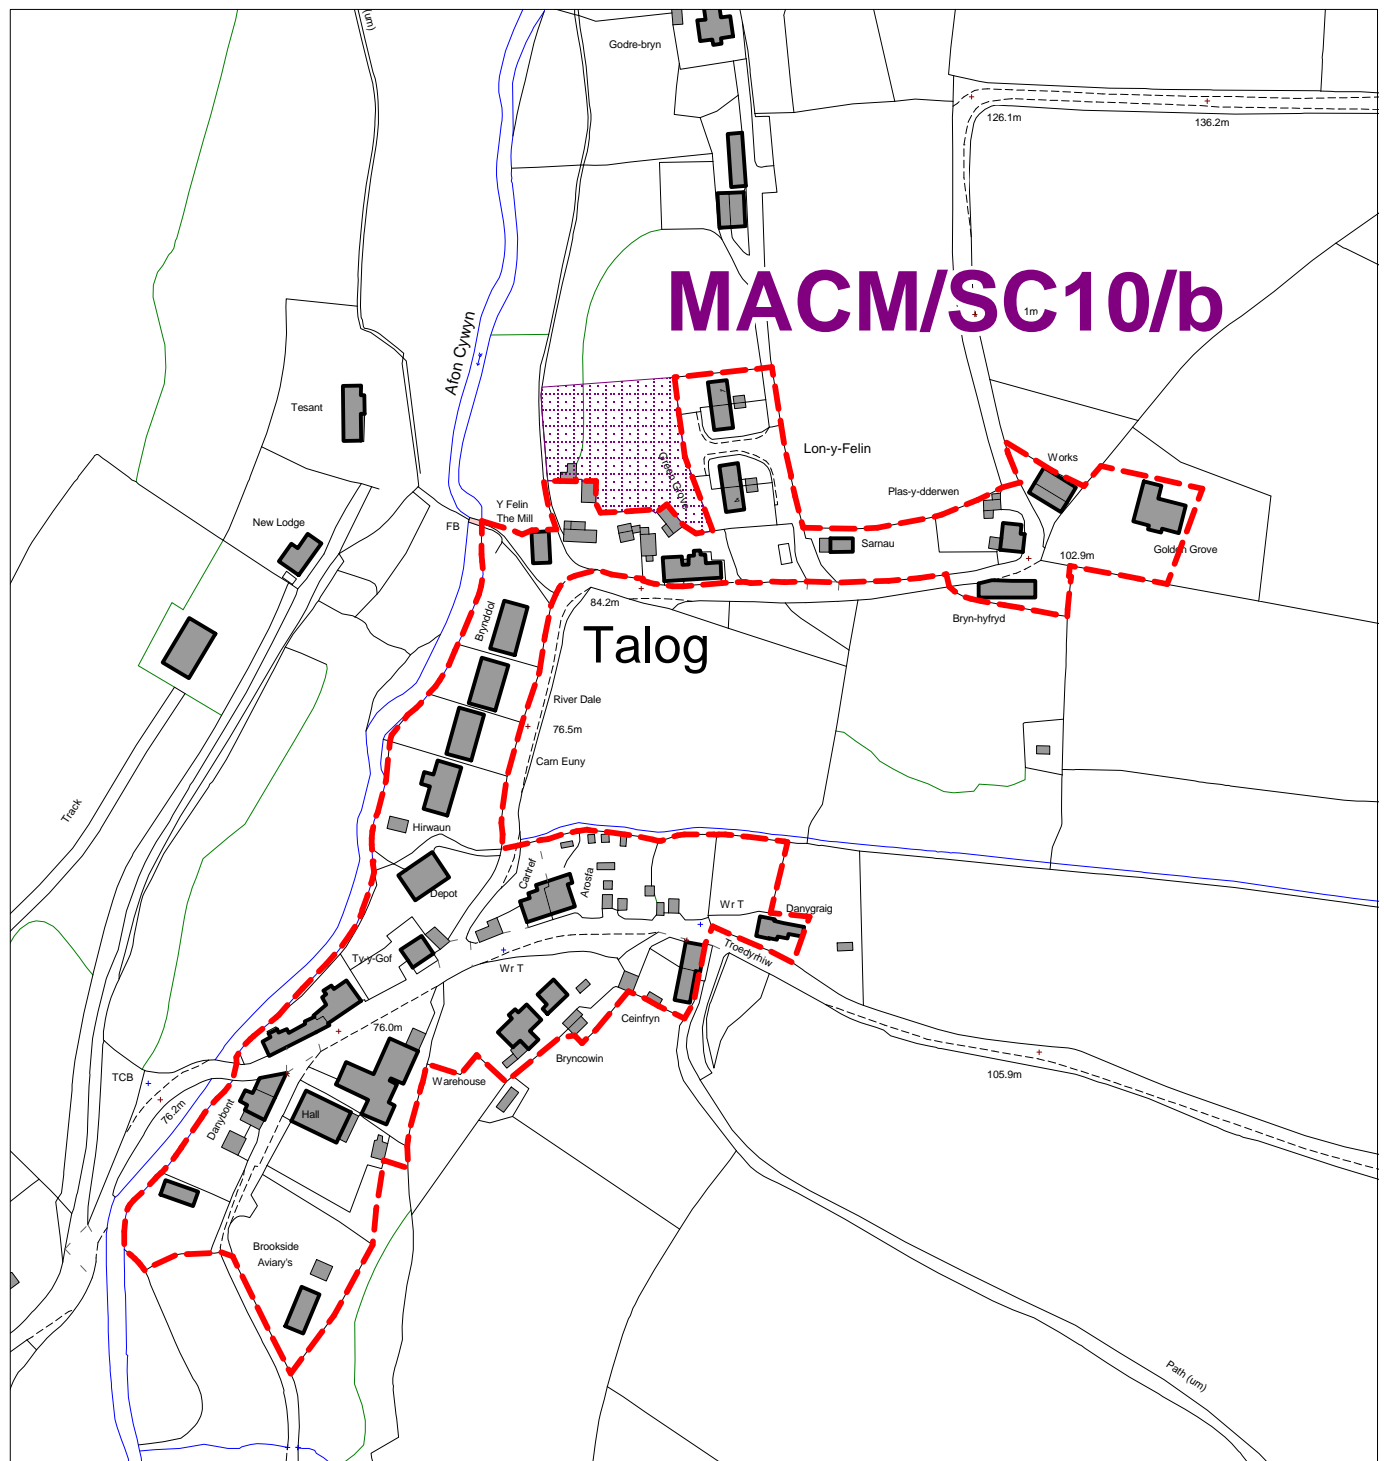 (um)
Godre-bryn
126.1m
136.2m
MACM/SC10/b
1m
Afon Cywyn
Tesant
Lon-y-Felin
Works
Green Grove
Plas-y-dderwen
Y Felin
The Mill
New Lodge
FB
Sarnau
Golden Grove
102.9m
84.2m
Bryn-hyfryd
Brynddol
Talog
River Dale
76.5m
Carn Euny
Track
Hirwaun
Cartref
Arosfa
Depot
Wr T
Danygraig
Troedyrhiw
Ty-y-Gof
Wr T
Ceinfryn
76.0m
Bryncowin
Warehouse
TCB
105.9m
76.2m
Danybont
Hall
Brookside
Aviary's
Path (um)